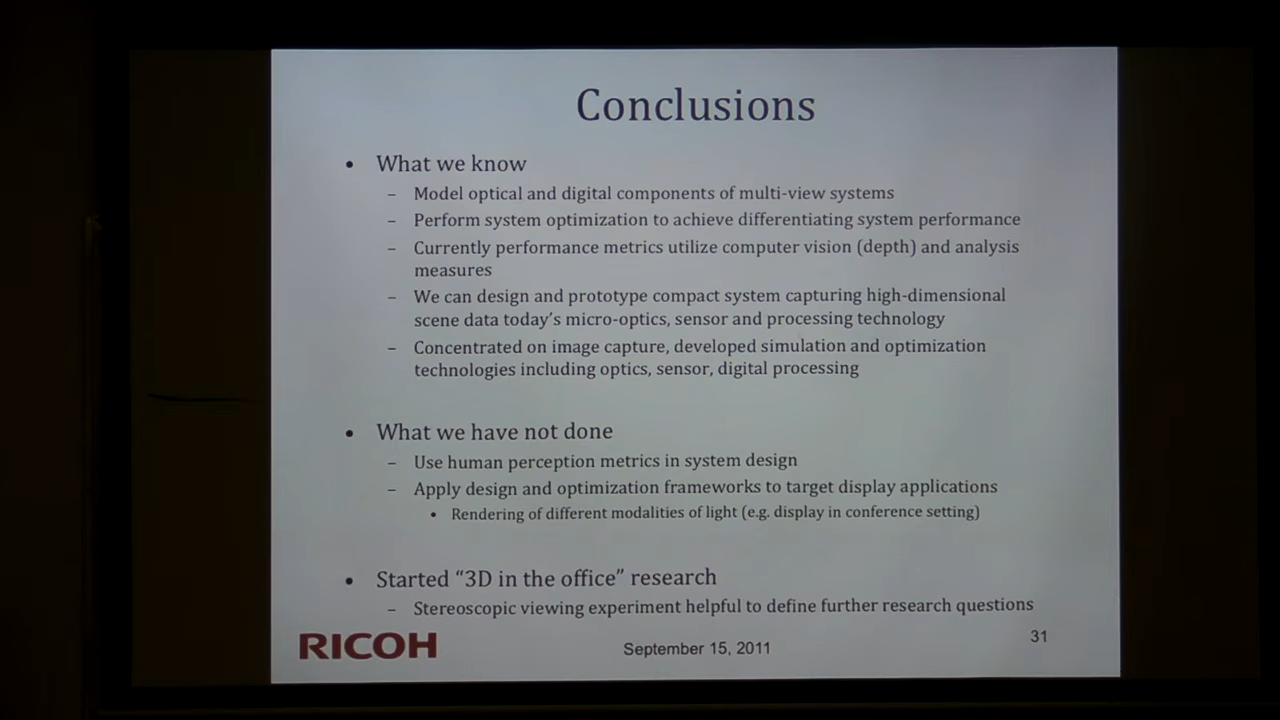 Conclusions
• What we know
– Model optical and digital components of multi-view systems
– Perform system optimization to achieve differentiating system performance
– Currently performance metrics utilize computer vision (depth) and analysis
measures
– We can design and prototype compact system capturing high-dimensional
scene data today's micro-optics, sensor and processing technology
– Concentrated on image capture, developed simulation and optimization
technologies including optics, sensor, digital processing
• What we have not done
– Use human perception metrics in system design
– Apply design and optimization frameworks to target display applications
• Rendering of different modalities of light (e.g. display in conference setting)
• Started “3D in the office” research
– Stereoscopic viewing experiment helpful to define further research questions
RICOH
September 15, 2011
31